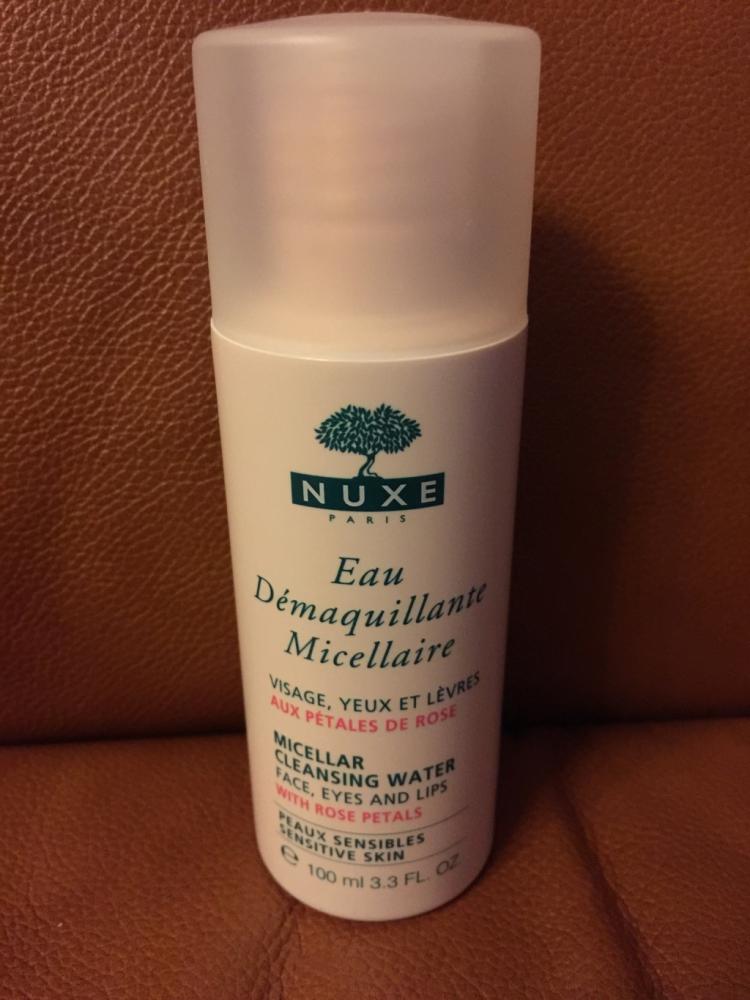 NUXE
PARIS
Eau
Démaquillante
Micellaire
VISAGE, YEUX ET LÈVRES
AUX PÉTALES DE ROSE
MICELLAR
CLEANSING WATER
FACE, EYES AND LIPS
WITH ROSE PETALS
PEAUX SENSIBLES
SENSITIVE SKIN
℮ 100 ml 3.3 FL. OZ.